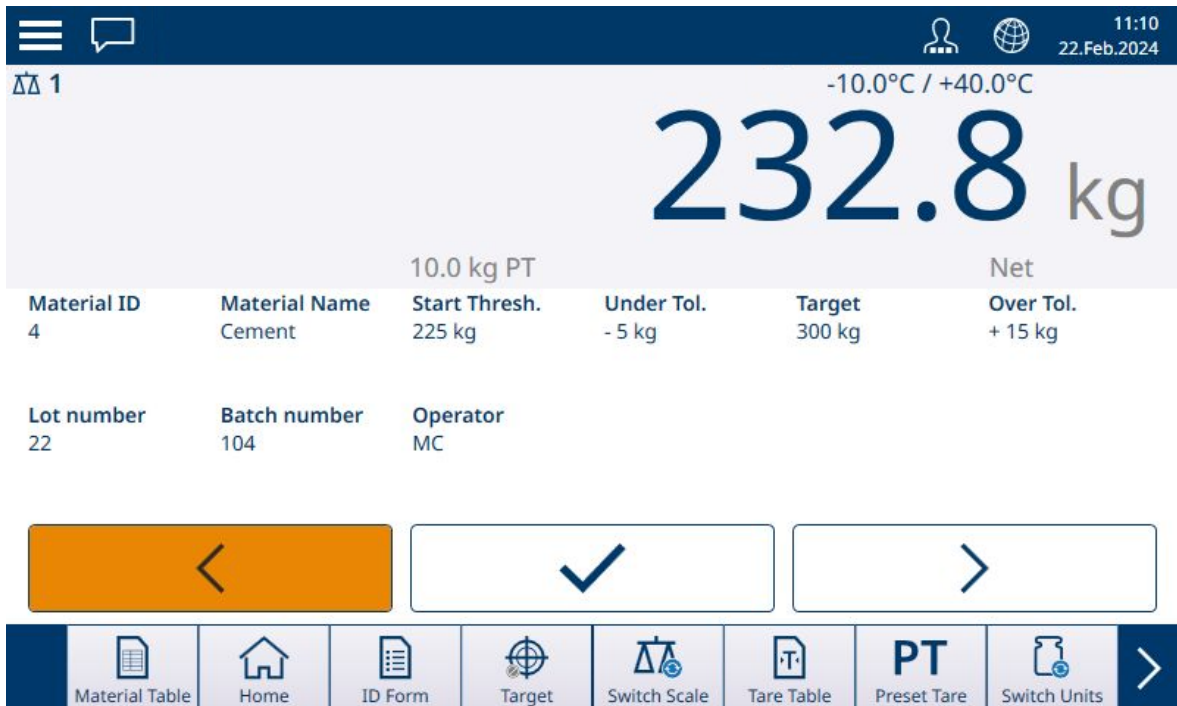 11:10
22.Feb.2024
1
-10.0°C / +40.0°C
232.8 kg
10.0 kg PT Net
Material ID Material Name Start Thresh. Under Tol. Target Over Tol.
4 Cement 225 kg - 5 kg 300 kg + 15 kg
Lot number Batch number Operator
22 104 MC
T PT
Material Table Home ID Form Target Switch Scale Tare Table Preset Tare Switch Units